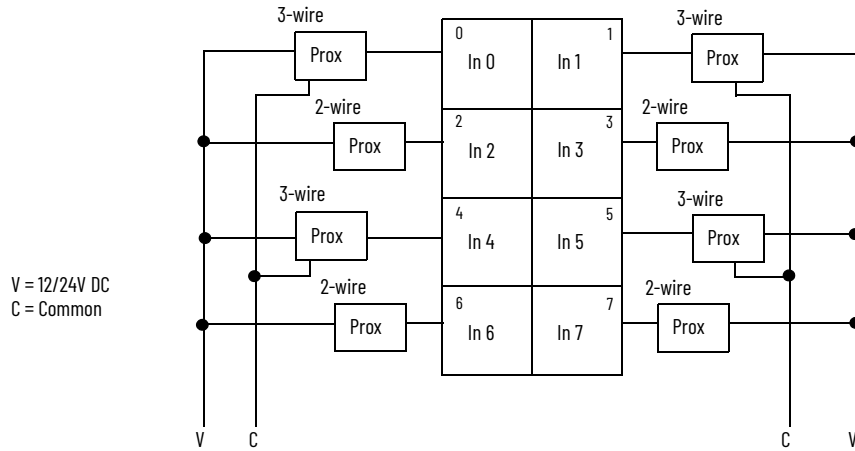 3-wire
3-wire
0
1
Prox
In 0
In 1
Prox
2-wire
2-wire
2
3
Prox
In 2
In 3
Prox
3-wire
3-wire
4
5
Prox
In 4
In 5
Prox
V = 12/24V DC
C = Common
2-wire
2-wire
6
7
Prox
In 6
In 7
Prox
V
C
C
V